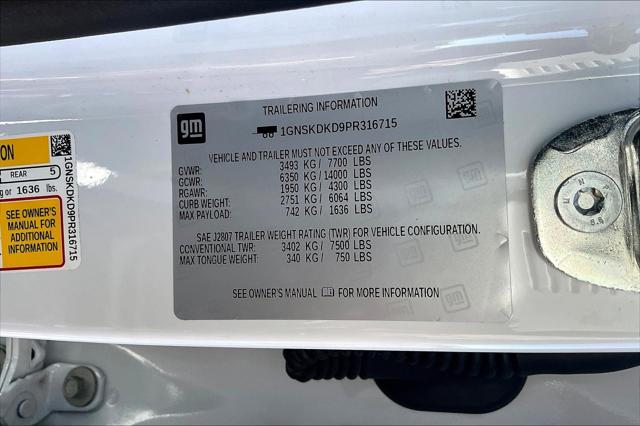 TRAILERING INFORMATION
gm
1GNSKDKD9PR316715
VEHICLE AND TRAILER MUST NOT EXCEED ANY OF THESE VALUES.
GVWR: 3493 KG / 7700 LBS
GCWR: 6350 KG / 14000 LBS
RGAWR: 1950 KG / 4300 LBS
CURB WEIGHT: 2751 KG / 6064 LBS
MAX PAYLOAD: 742 KG / 1636 LBS
SAE J2807 TRAILER WEIGHT RATING (TWR) FOR VEHICLE CONFIGURATION.
CONVENTIONAL TWR: 3402 KG / 7500 LBS
MAX TONGUE WEIGHT: 340 KG / 750 LBS
SEE OWNER'S MANUAL FOR MORE INFORMATION
ON
REAR 5
or 1636 lbs.
SEE OWNER'S
MANUAL FOR
ADDITIONAL
INFORMATION
1GNSKDKD9PR316715
8.8